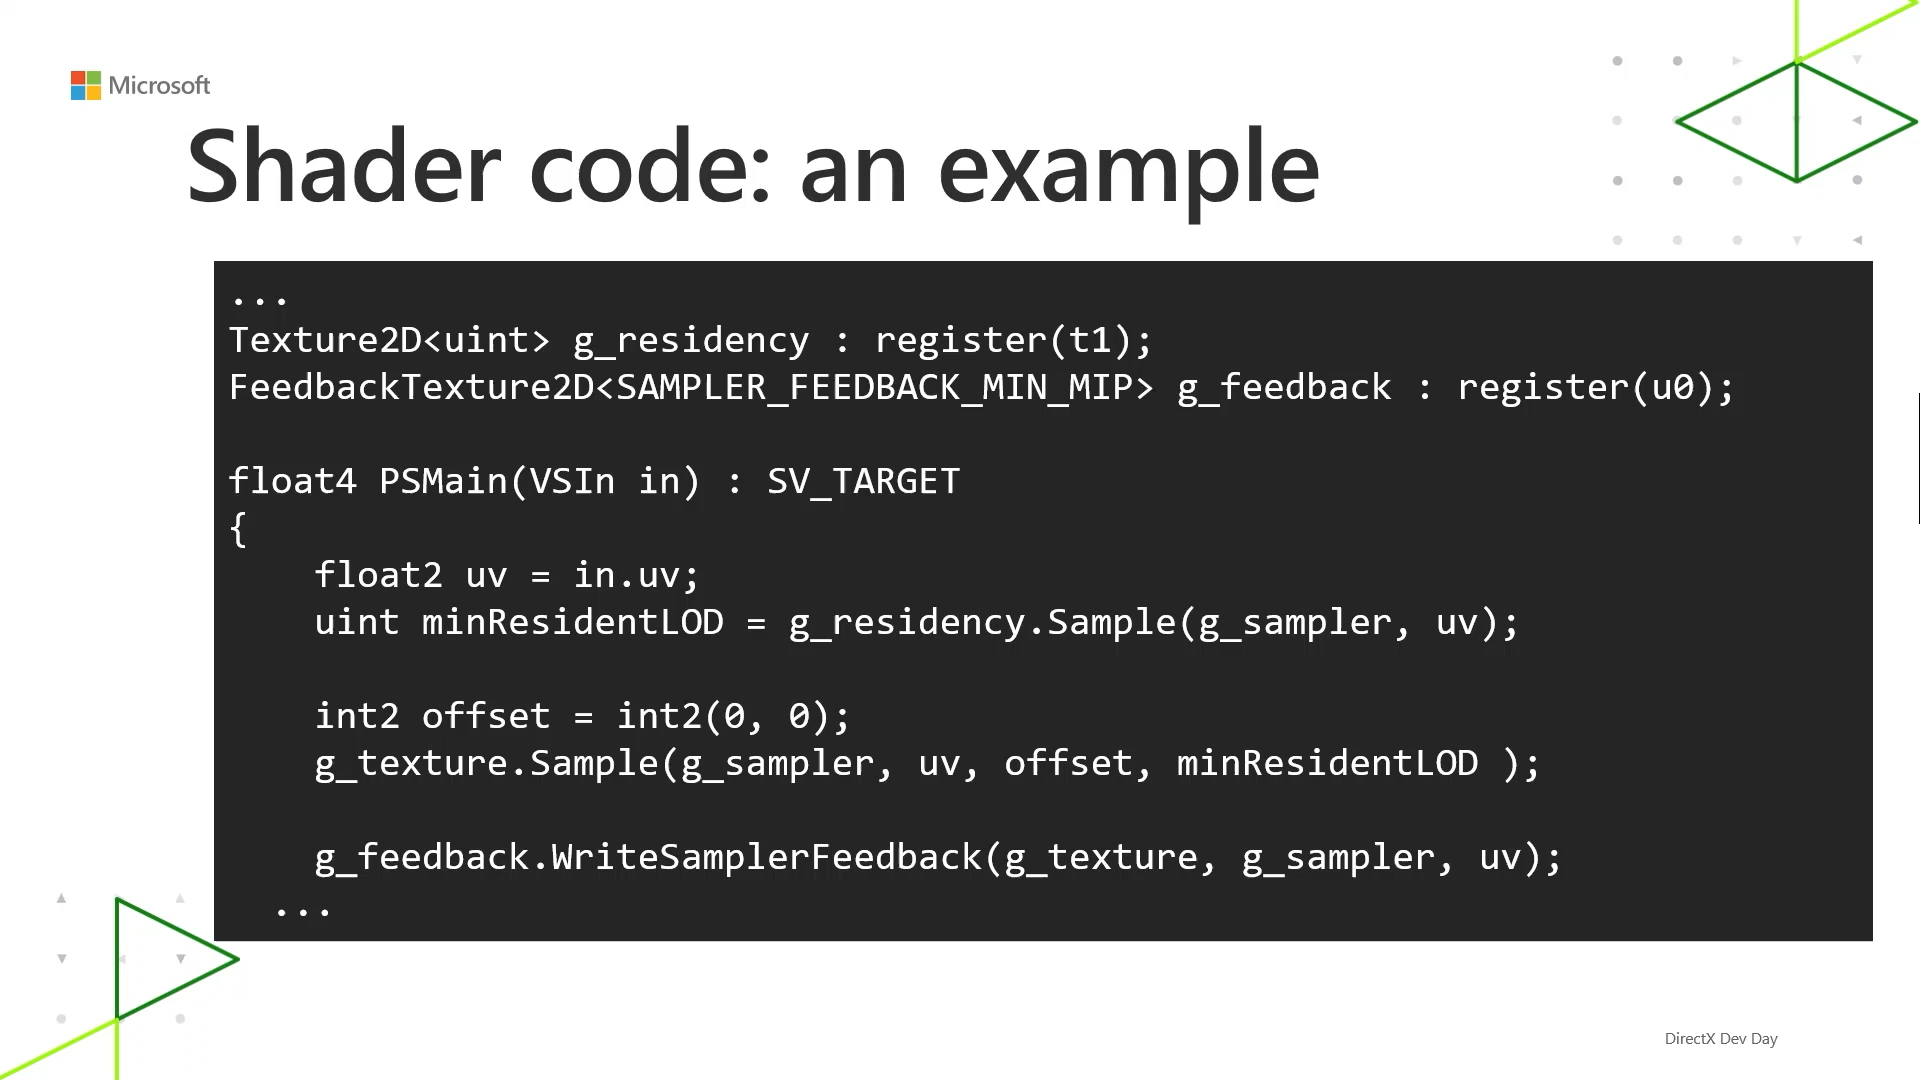 Microsoft
Shader code: an example
...
Texture2D<uint> g_residency : register(t1);
FeedbackTexture2D<SAMPLER_FEEDBACK_MIN_MIP> g_feedback : register(u0);
float4 PSMain(VSIn in) : SV_TARGET
{
float2 uv = in.uv;
uint minResidentLOD = g_residency.Sample(g_sampler, uv);
int2 offset = int2(0, 0);
g_texture.Sample(g_sampler, uv, offset, minResidentLOD );
g_feedback.WriteSamplerFeedback(g_texture, g_sampler, uv);
...
DirectX Dev Day